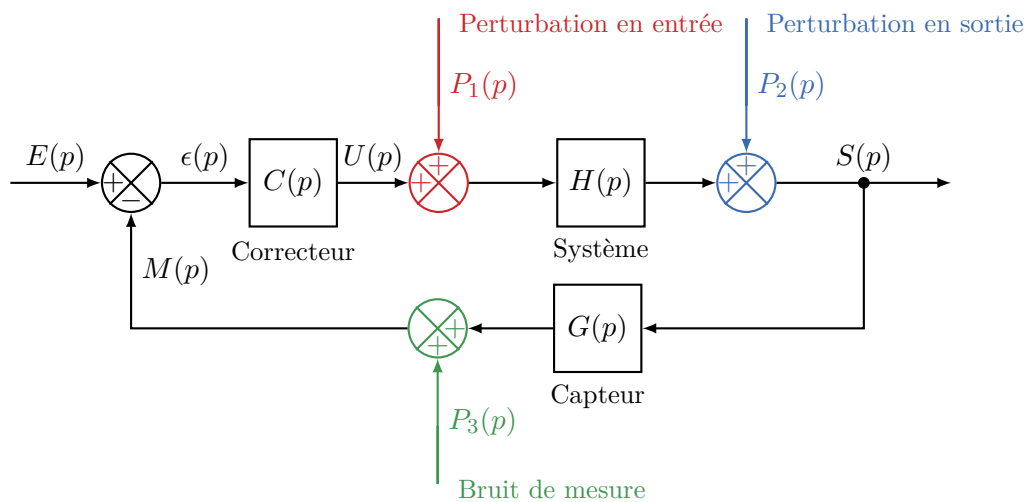 Perturbation en entrée
Perturbation en sortie
P₁(p)
P₂(p)
E(p)
ϵ(p)
C(p)
U(p)
H(p)
S(p)
+
−
+
+
+
+
Correcteur
Système
M(p)
G(p)
+
+
Capteur
P₃(p)
Bruit de mesure